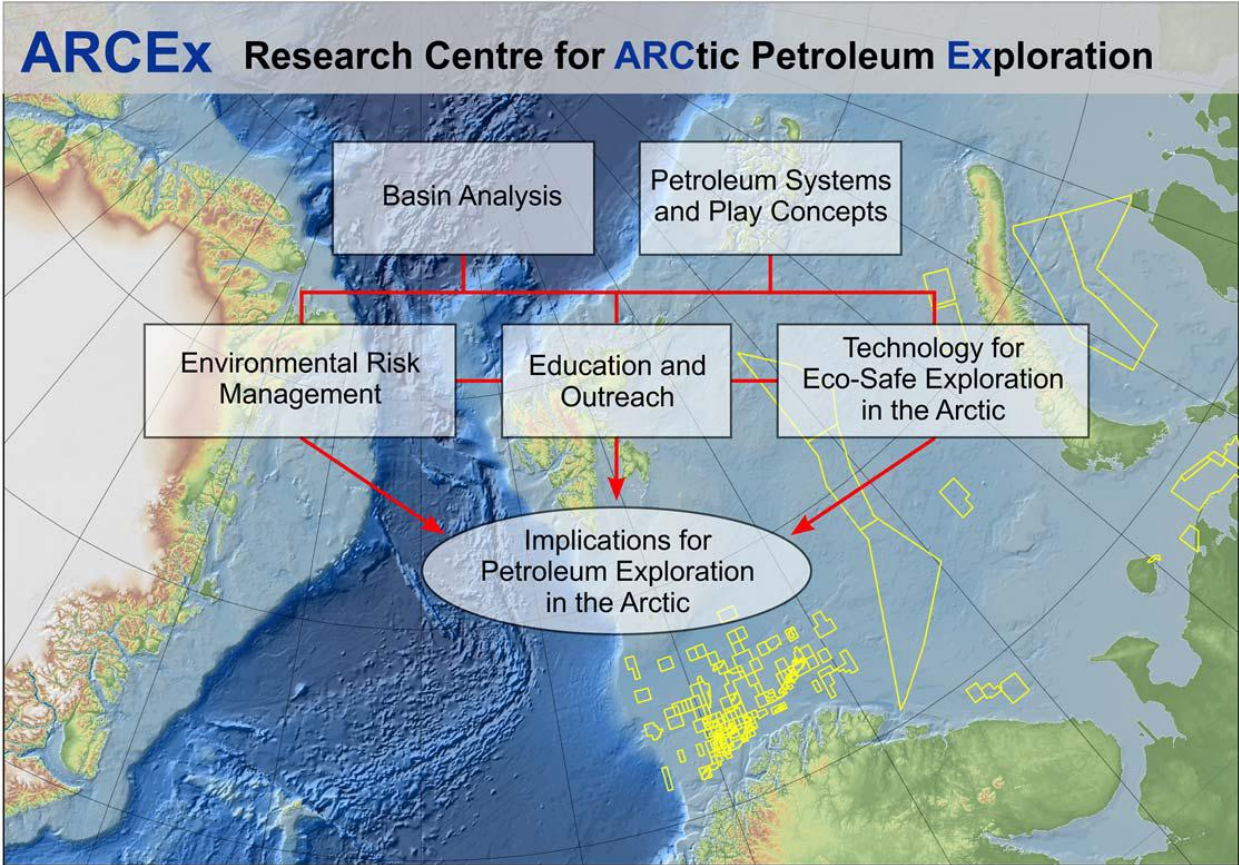 ARCEx Research Centre for ARCtic Petroleum Exploration
Basin Analysis
Petroleum Systems
and Play Concepts
Environmental Risk
Management
Education and
Outreach
Technology for
Eco-Safe Exploration
in the Arctic
Implications for
Petroleum Exploration
in the Arctic